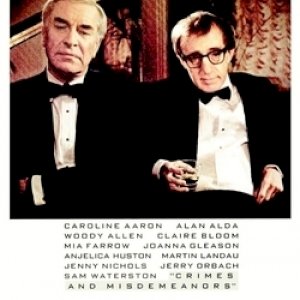 CAROLINE AARON ALAN ALDA
WOODY ALLEN CLAIRE BLOOM
MIA FARROW JOANNA GLEASON
ANJELICA HUSTON MARTIN LANDAU
JENNY NICHOLS JERRY ORBACH
SAM WATERSTON "CRIMES
AND MISDEMEANORS"